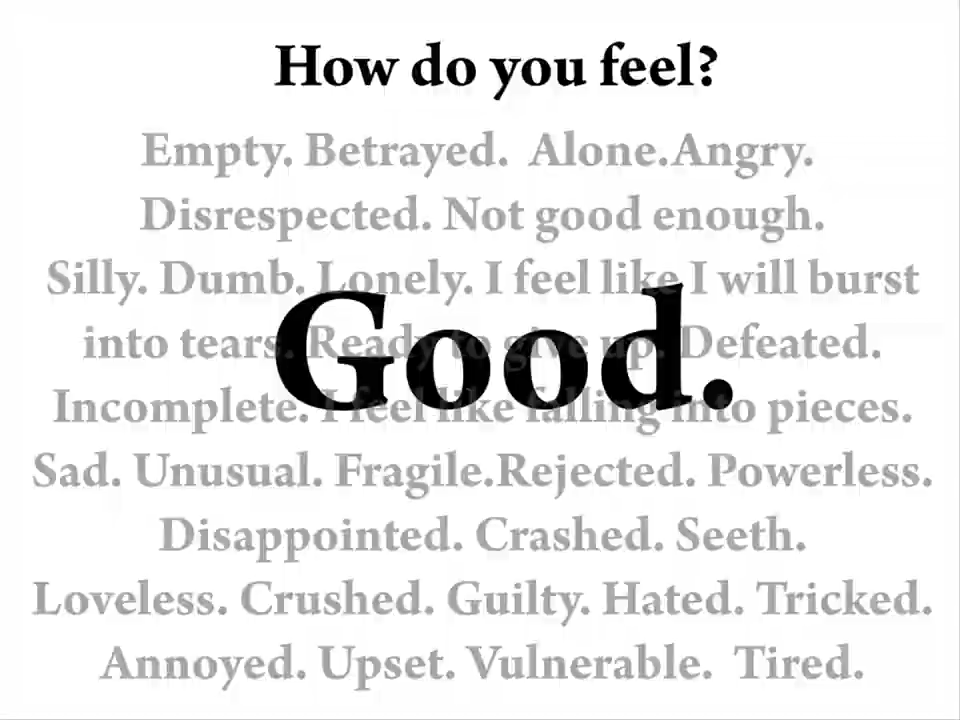 How do you feel?
Empty. Betrayed. Alone.Angry.
Disrespected. Not good enough.
Silly. Dumb. Lonely. I feel like I will burst
into tears. Ready to give up. Defeated.
Good.
Incomplete. I feel like falling into pieces.
Sad. Unusual. Fragile.Rejected. Powerless.
Disappointed. Crashed. Seeth.
Loveless. Crushed. Guilty. Hated. Tricked.
Annoyed. Upset. Vulnerable. Tired.